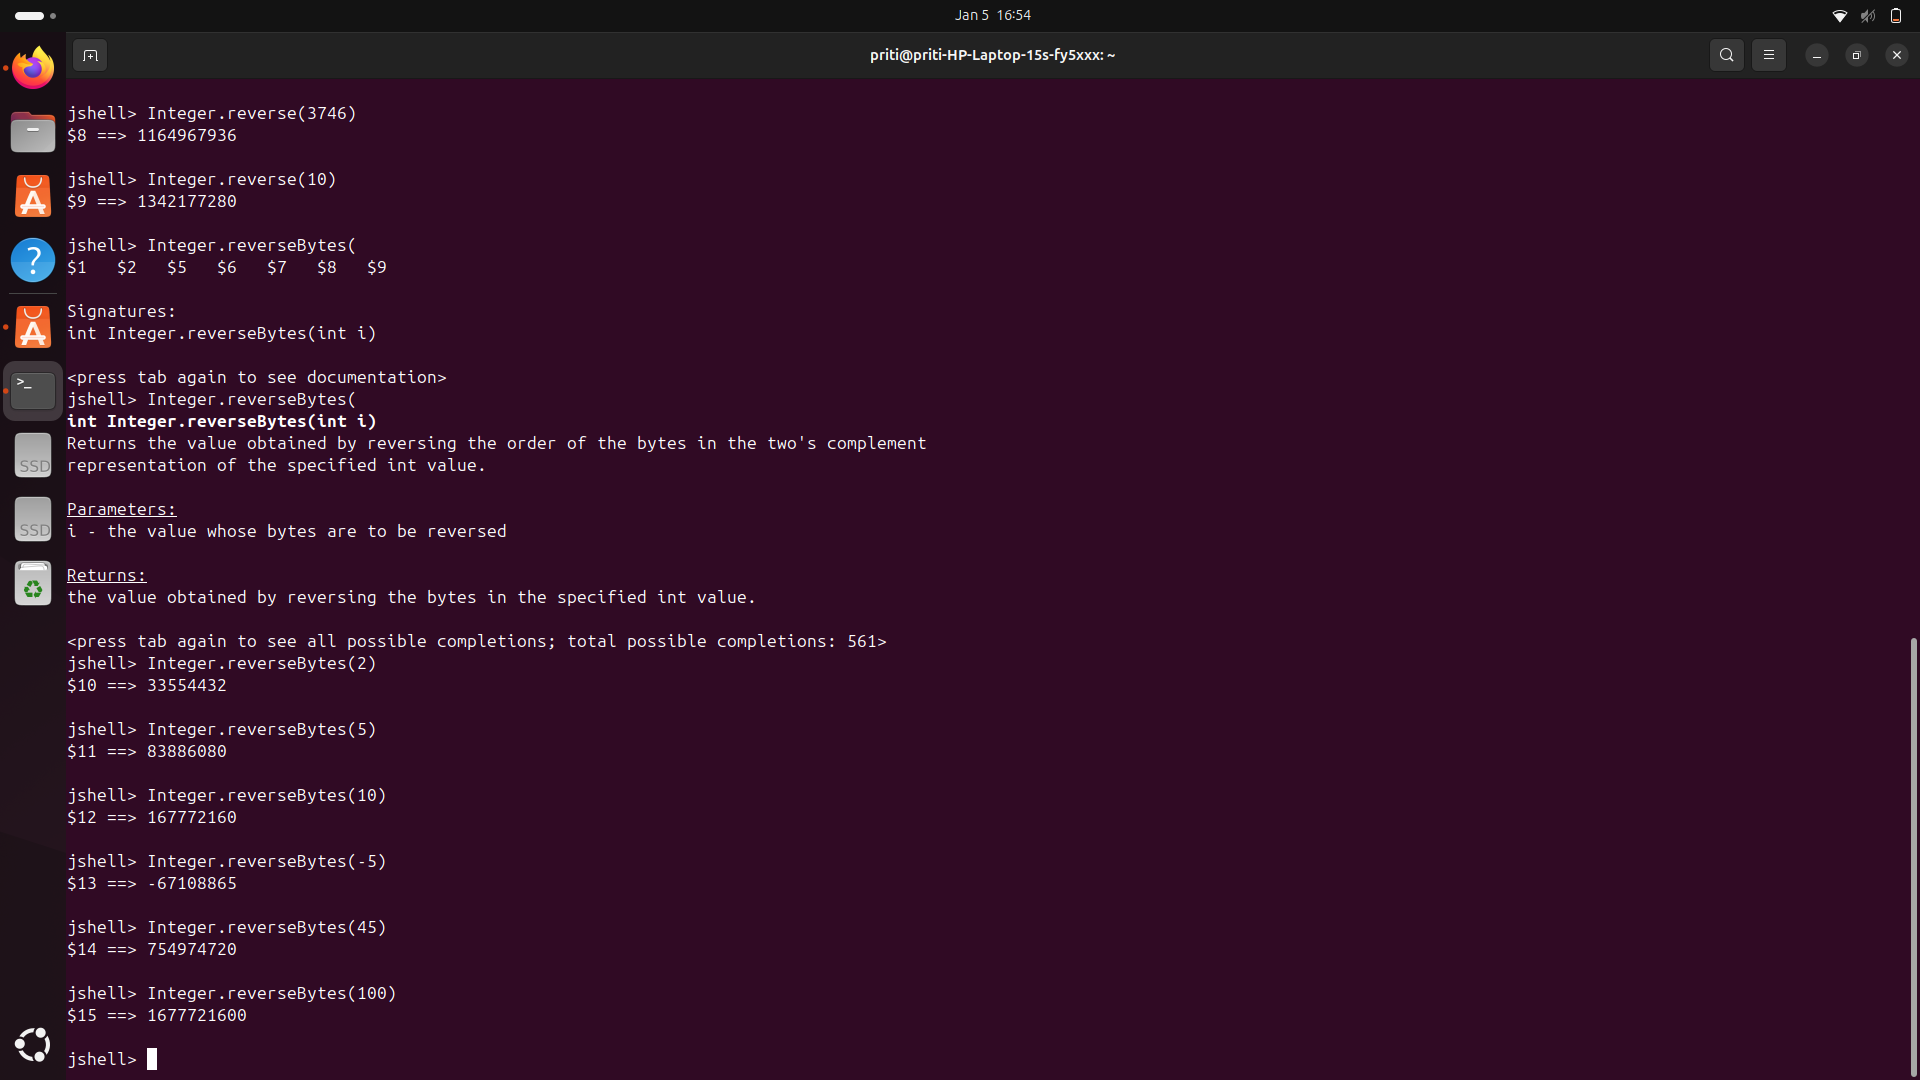 Jan 5 16:54
priti@priti-HP-Laptop-15s-fy5xxx: ~
jshell> Integer.reverse(3746)
$8 ==> 1164967936
jshell> Integer.reverse(10)
$9 ==> 1342177280
jshell> Integer.reverseBytes(
$1 $2 $5 $6 $7 $8 $9
Signatures:
int Integer.reverseBytes(int i)
<press tab again to see documentation>
jshell> Integer.reverseBytes(
int Integer.reverseBytes(int i)
Returns the value obtained by reversing the order of the bytes in the two's complement
representation of the specified int value.
Parameters:
i - the value whose bytes are to be reversed
Returns:
the value obtained by reversing the bytes in the specified int value.
<press tab again to see all possible completions; total possible completions: 561>
jshell> Integer.reverseBytes(2)
$10 ==> 33554432
jshell> Integer.reverseBytes(5)
$11 ==> 83886080
jshell> Integer.reverseBytes(10)
$12 ==> 167772160
jshell> Integer.reverseBytes(-5)
$13 ==> -67108865
jshell> Integer.reverseBytes(45)
$14 ==> 754974720
jshell> Integer.reverseBytes(100)
$15 ==> 1677721600
jshell>
?
>_
SSD
SSD